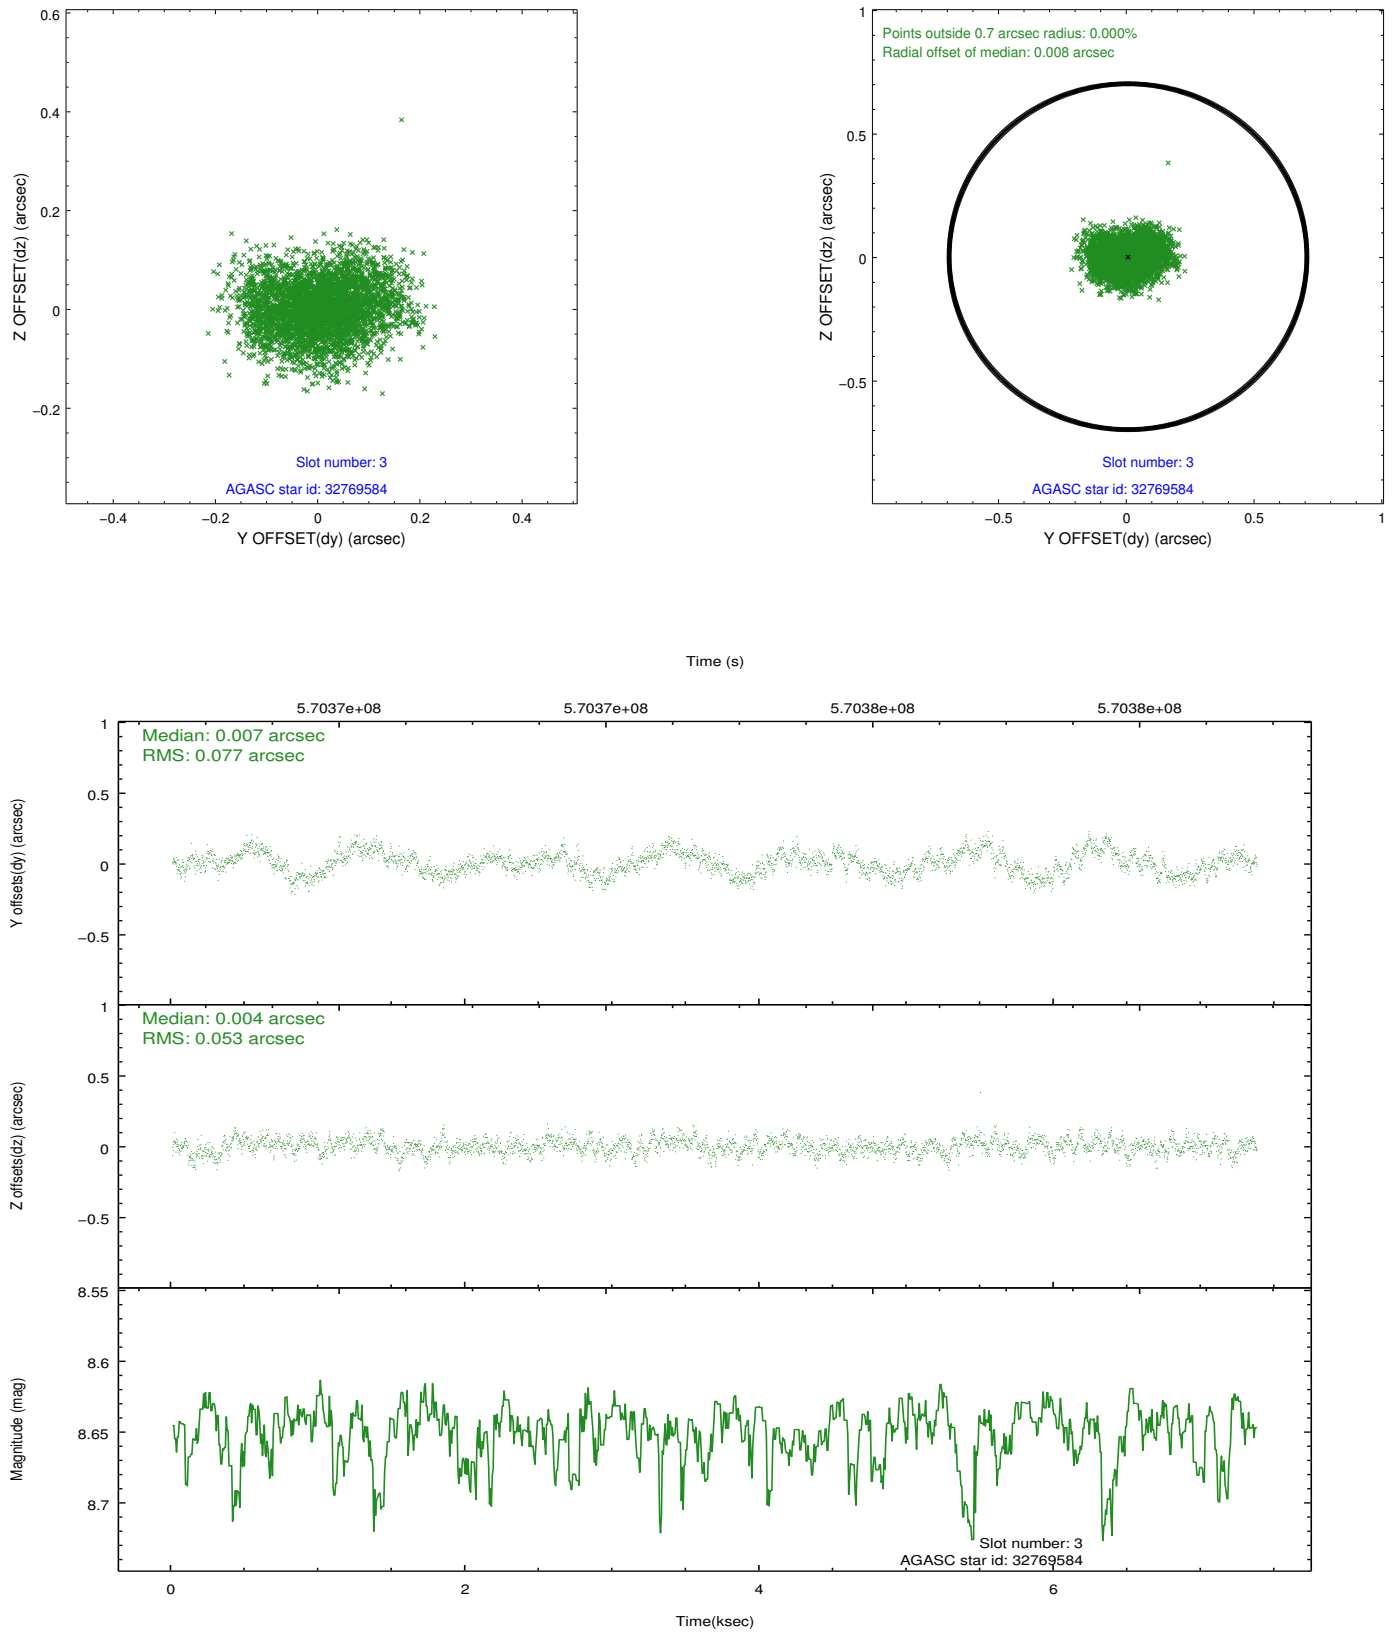 0.6
0.4
0.2
0
−0.2
Z OFFSET(dz) (arcsec)
Slot number: 3
AGASC star id: 32769584
−0.4 −0.2 0 0.2 0.4
Y OFFSET(dy) (arcsec)
1
0.5
0
−0.5
Z OFFSET(dz) (arcsec)
Points outside 0.7 arcsec radius: 0.000%
Radial offset of median: 0.008 arcsec
Slot number: 3
AGASC star id: 32769584
−0.5 0 0.5 1
Y OFFSET(dy) (arcsec)
Time (s)
5.7037e+08 5.7037e+08 5.7038e+08 5.7038e+08
1
0.5
0
−0.5
Y offsets(dy) (arcsec)
Median: 0.007 arcsec
RMS: 0.077 arcsec
1
0.5
0
−0.5
Z offsets(dz) (arcsec)
Median: 0.004 arcsec
RMS: 0.053 arcsec
8.55
8.6
8.65
8.7
Magnitude (mag)
Slot number: 3
AGASC star id: 32769584
0 2 4 6
Time(ksec)